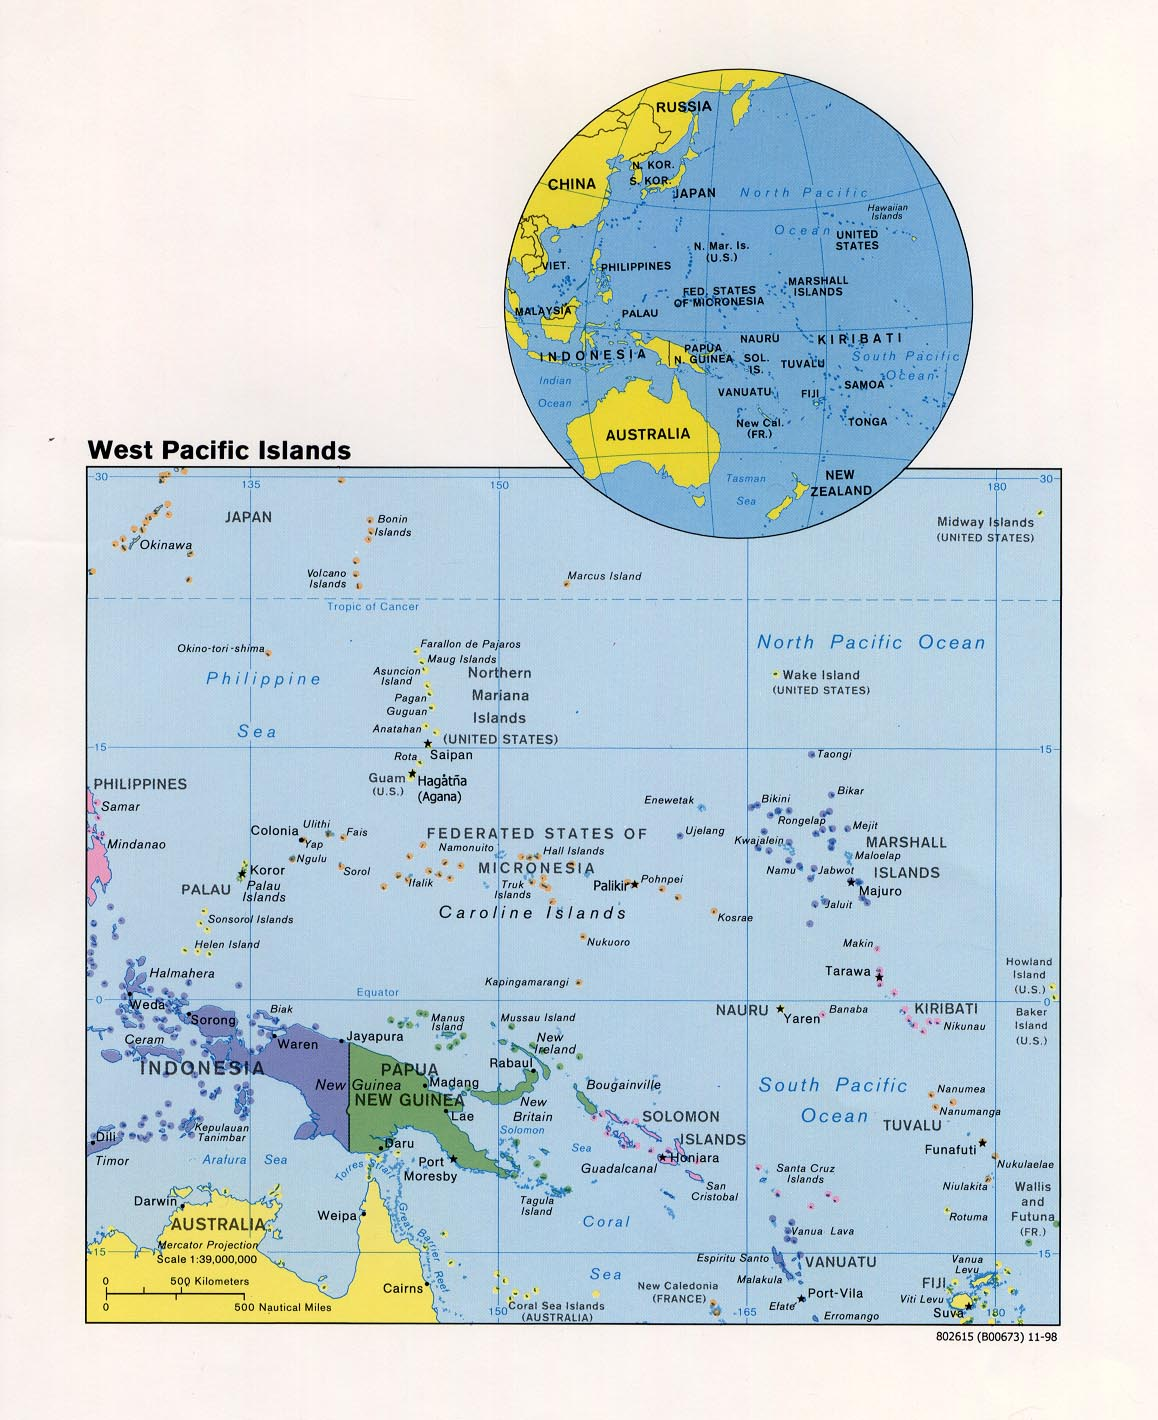 RUSSIA
N. KOR.
S. KOR.
CHINA
JAPAN
North Pacific
Ocean
Hawaiian
Islands
UNITED
STATES
N. Mar. Is.
(U.S.)
VIET.
PHILIPPINES
FED. STATES
OF MICRONESIA
MARSHALL
ISLANDS
MALAYSIA
PALAU
NAURU
KIRIBATI
INDONESIA
PAPUA
N. GUINEA
SOL.
IS.
TUVALU
South Pacific
Ocean
Indian
Ocean
VANUATU
FIJI
SAMOA
New Cal.
(FR.)
TONGA
AUSTRALIA
Tasman
Sea
NEW
ZEALAND
West Pacific Islands
30
135
150
180
30
JAPAN
Okinawa
Bonin
Islands
Volcano
Islands
Marcus Island
Midway Islands
(UNITED STATES)
Tropic of Cancer
Okino-tori-shima
Philippine
Sea
Farallon de Pajaros
Maug Islands
Asuncion
Island
Pagan
Guguan
Anatahan
Northern
Mariana
Islands
(UNITED STATES)
North Pacific Ocean
Wake Island
(UNITED STATES)
15
Saipan
Rota
Guam
(U.S.)
Hagåtña
(Agana)
15
Taongi
PHILIPPINES
Samar
Mindanao
Enewetak
Bikini
Bikar
Rongelap
Mejit
Ujelang
Kwajalein
MARSHALL
ISLANDS
Maloelap
Namu
Jabwot
Majuro
Jaluit
Colonia
Ulithi
Yap
Fais
Ngulu
Sorol
FEDERATED STATES OF
MICRONESIA
Namonuito
Hall Islands
Ifalik
Truk
Islands
Palikir
Pohnpei
Caroline Islands
Kosrae
Nukuoro
Kapingamarangi
Koror
PALAU
Palau
Islands
Sonsorol Islands
Helen Island
Makin
Tarawa
Howland
Island
(U.S.)
0
Baker
Island
(U.S.)
Halmahera
0
Equator
Weda
Sorong
Biak
Waren
Jayapura
Ceram
INDONESIA
New Guinea
Manus
Island
Mussau Island
New
Ireland
NAURU
Yaren
Banaba
KIRIBATI
Nikunau
PAPUA
NEW GUINEA
Madang
Lae
Rabaul
New
Britain
Bougainville
Solomon
Sea
SOLOMON
ISLANDS
Guadalcanal
Honiara
San
Cristobal
South Pacific
Ocean
Nanumea
Nanumanga
TUVALU
Funafuti
Nukulaelae
Niulakita
Dili
Timor
Kepulauan
Tanimbar
Arafura Sea
Daru
Port
Moresby
Torres Strait
Tagula
Island
Santa Cruz
Islands
Wallis
and
Futuna
(FR.)
Rotuma
Darwin
AUSTRALIA
Weipa
Great Barrier Reef
Coral
Sea
Vanua Lava
Espiritu Santo
VANUATU
Malakula
Port-Vila
Efate
Erromango
15
Vanua
Levu
FIJI
Viti Levu
Suva
180
15
Mercator Projection
Scale 1:39,000,000
0 500 Kilometers
0 500 Nautical Miles
Cairns
150
Coral Sea Islands
(AUSTRALIA)
New Caledonia
(FRANCE)
165
802615 (B00673) 11-98